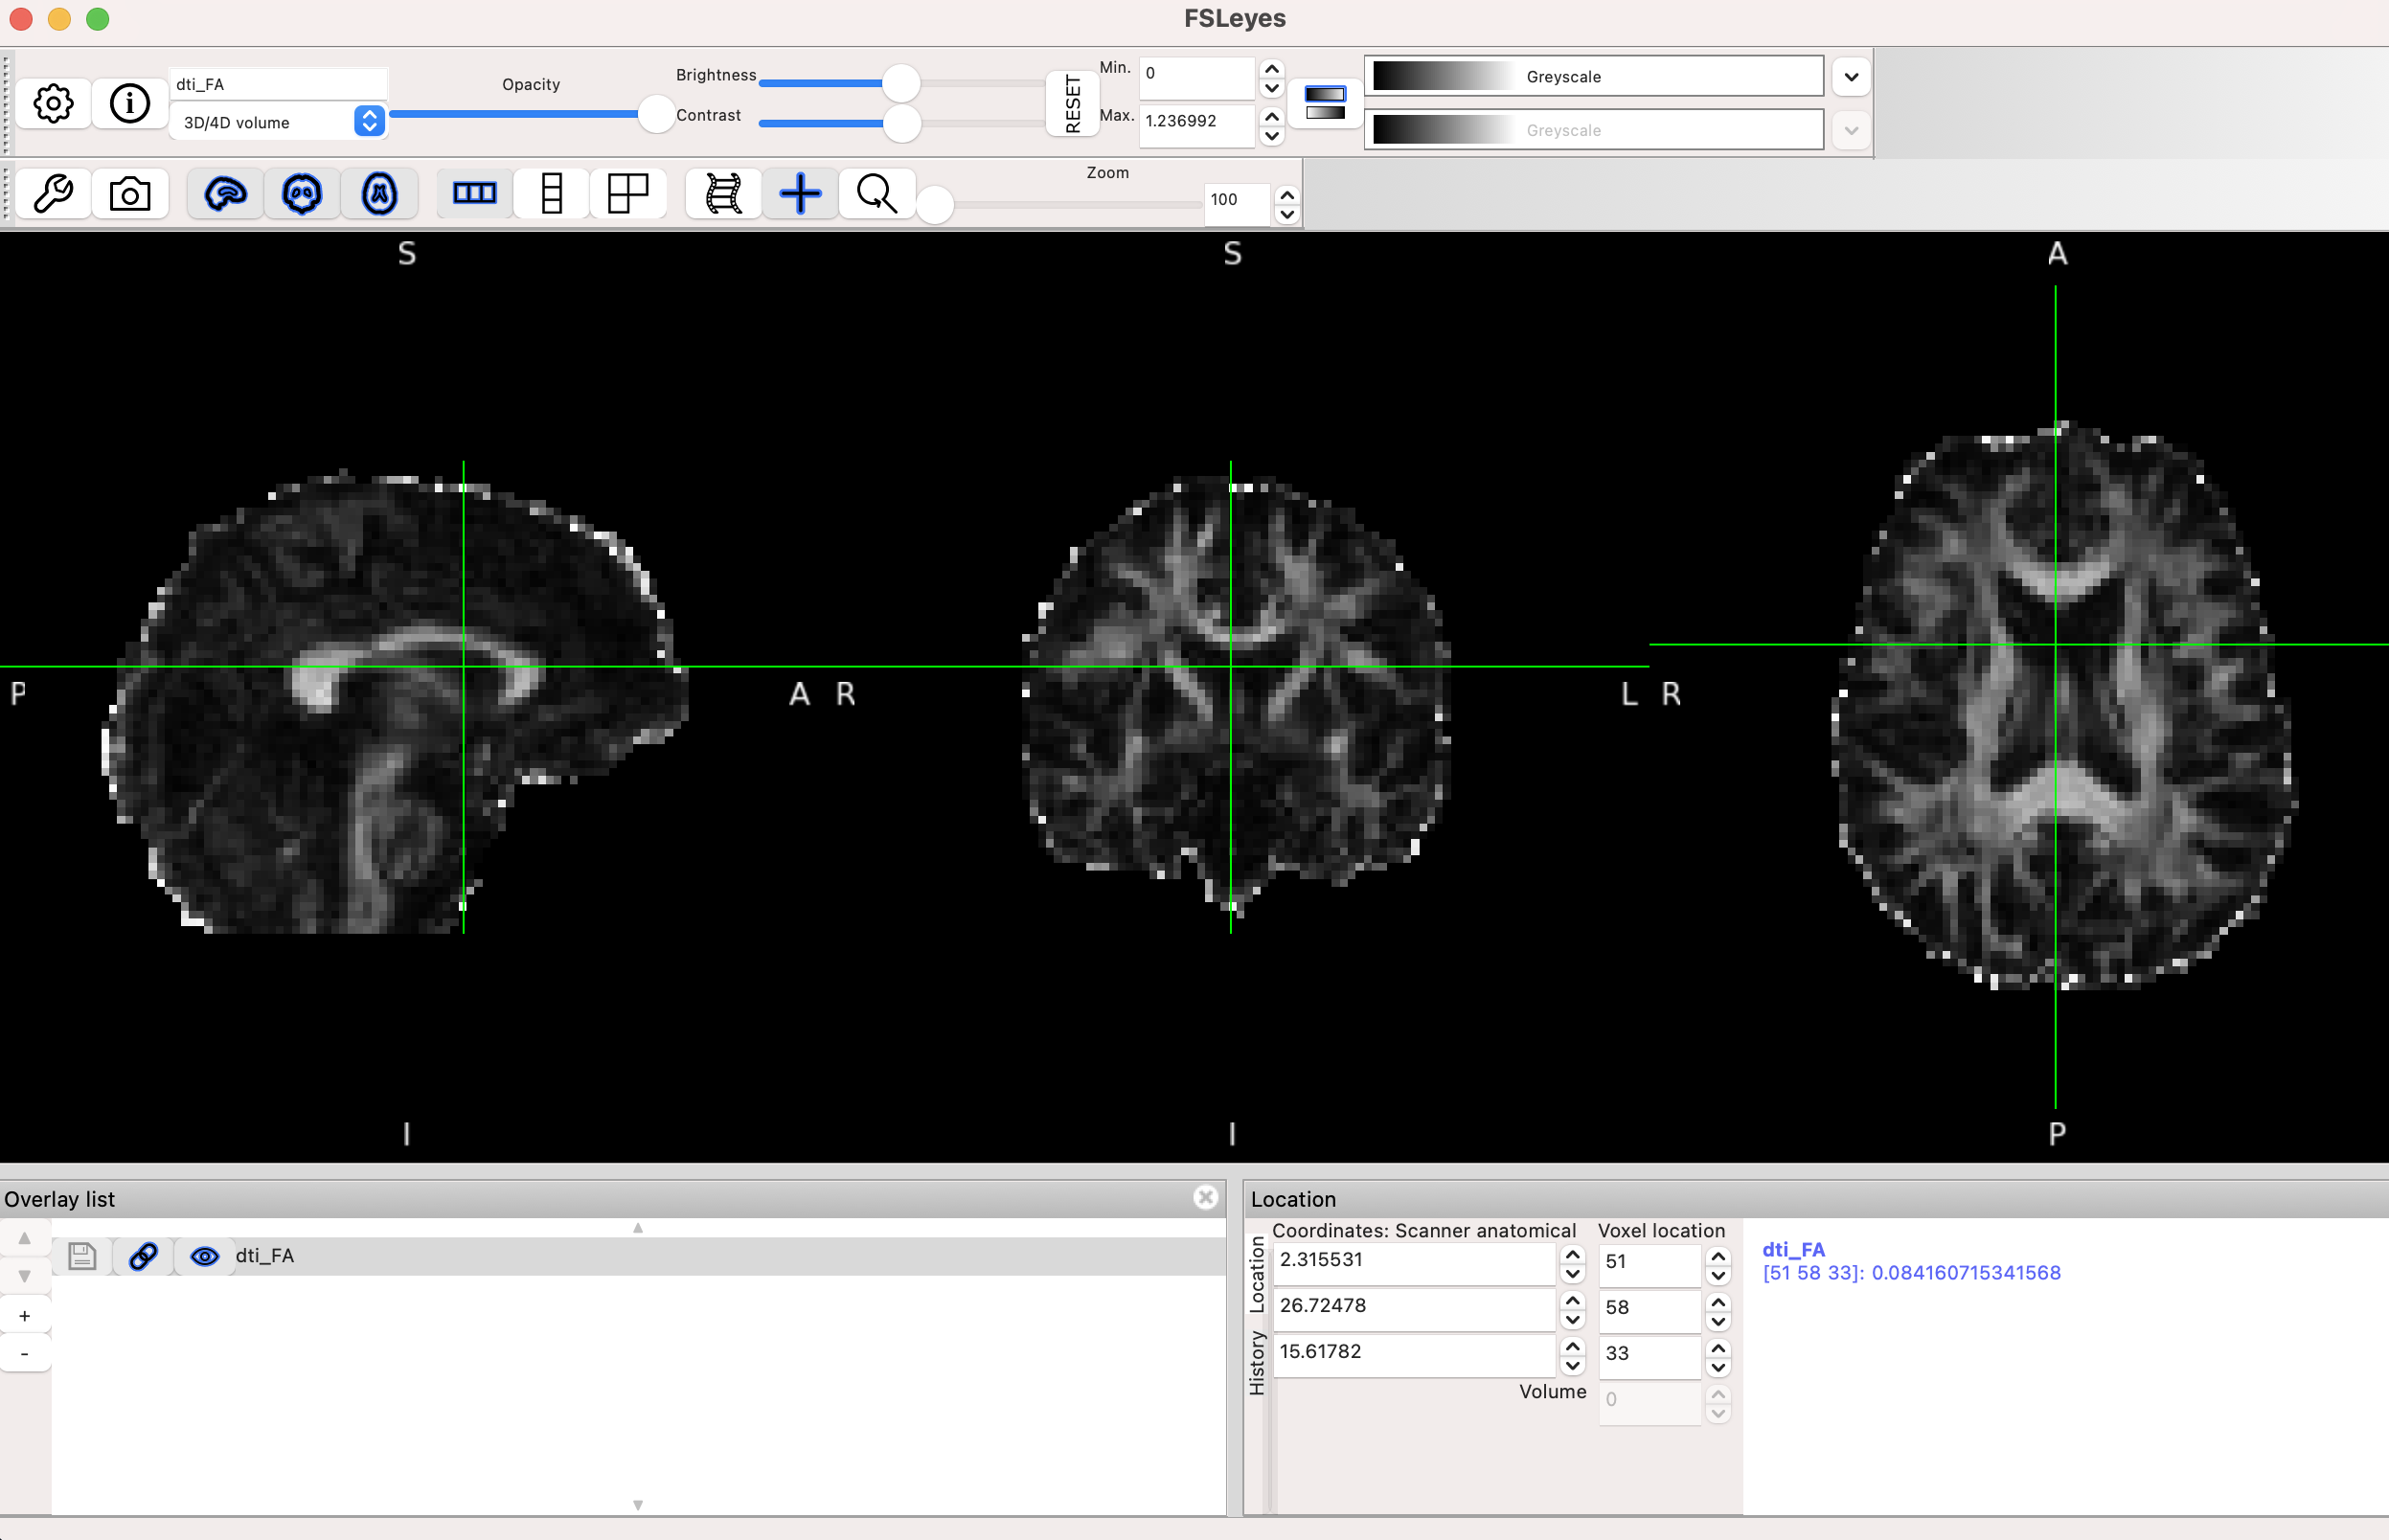 FSLeyes
dti_FA
3D/4D volume
Opacity
Brightness
Contrast
RESET
Min.
0
Max.
1.236992
Greyscale
Greyscale
Zoom
100
S
S
A
P
A
R
L
R
I
I
P
Overlay list
dti_FA
+
-
Location
Location
History
Coordinates: Scanner anatomical
Voxel location
2.315531
51
26.72478
58
15.61782
33
Volume
0
dti_FA
[51 58 33]: 0.084160715341568